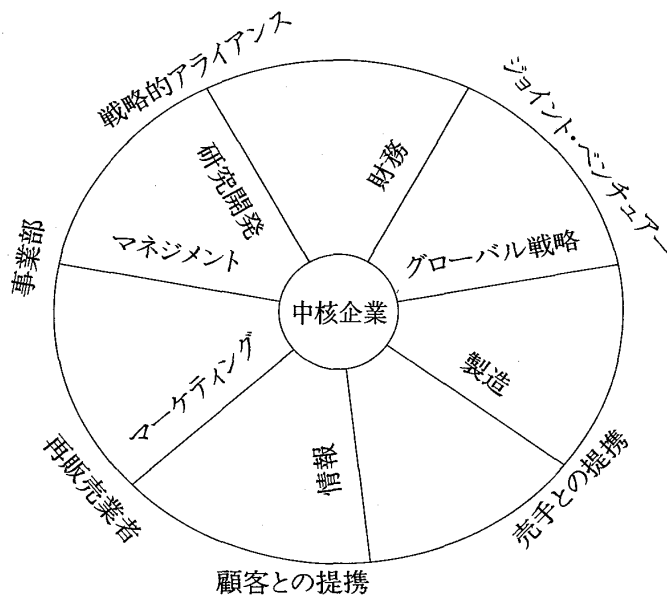 戦略的アライアンス
ジョイント・ベンチュアー
研究開発
財務
マネジメント
グローバル戦略
事業部
中核企業
マーケティング
製造
情報
再販売業者
売手との提携
顧客との提携